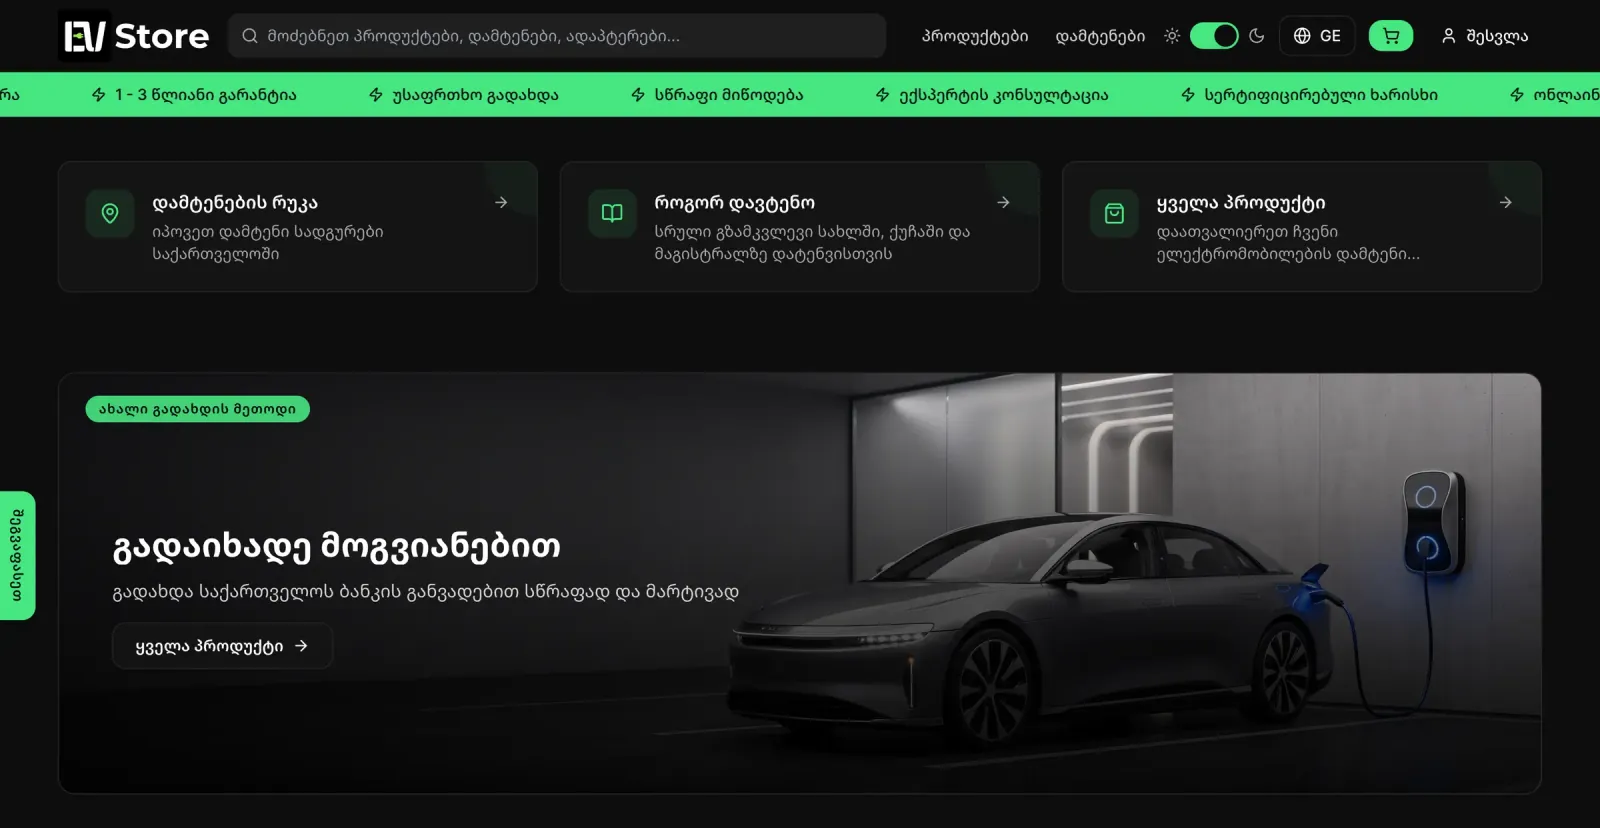 EV Store
მოძებნეთ პროდუქტები, დამტენები, ადაპტერები...
პროდუქტები
დამტენები
GE
შესვლა
რა
1 - 3 წლიანი გარანტია
უსაფრთხო გადახდა
სწრაფი მიწოდება
ექსპერტის კონსულტაცია
სერტიფიცირებული ხარისხი
ონლაინ
დამტენების რუკა
იპოვეთ დამტენი სადგურები
საქართველოში
როგორ დავტენო
სრული გზამკვლევი სახლში, ქუჩაში და
მაგისტრალზე დატენვისთვის
ყველა პროდუქტი
დაათვალიერეთ ჩვენი
ელექტრომობილების დამტენი...
ახალი გადახდის მეთოდი
გადაიხადე მოგვიანებით
გადახდა საქართველოს ბანკის განვადებით სწრაფად და მარტივად
ყველა პროდუქტი
შეგვაფასეთ